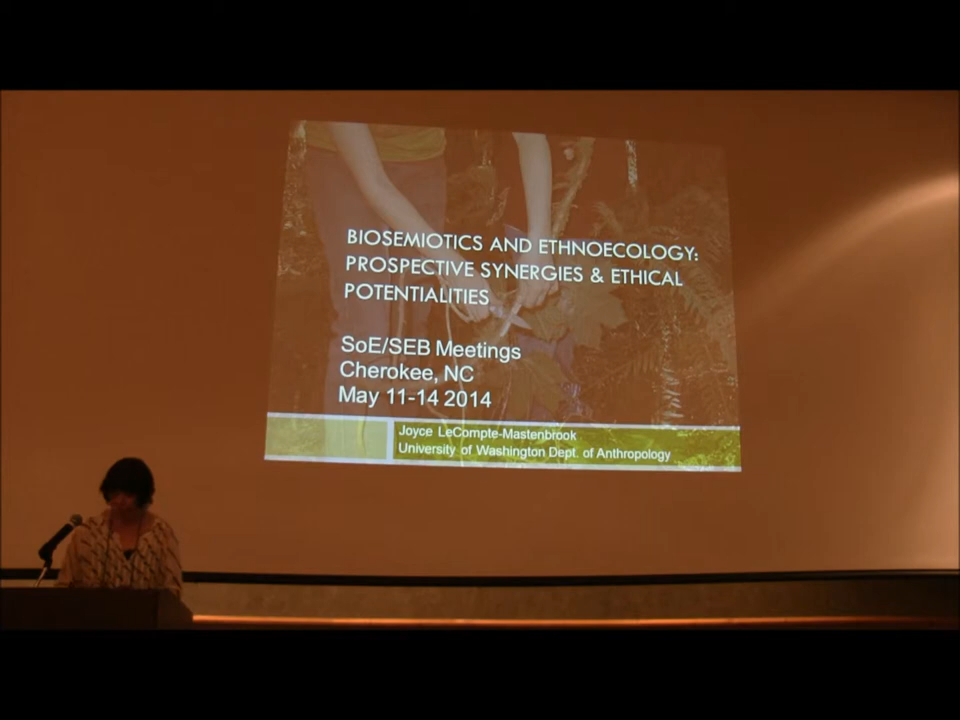 BIOSEMIOTICS AND ETHNOECOLOGY:
PROSPECTIVE SYNERGIES & ETHICAL
POTENTIALITIES
SoE/SEB Meetings
Cherokee, NC
May 11-14 2014
Joyce LeCompte-Mastenbrook
University of Washington Dept. of Anthropology